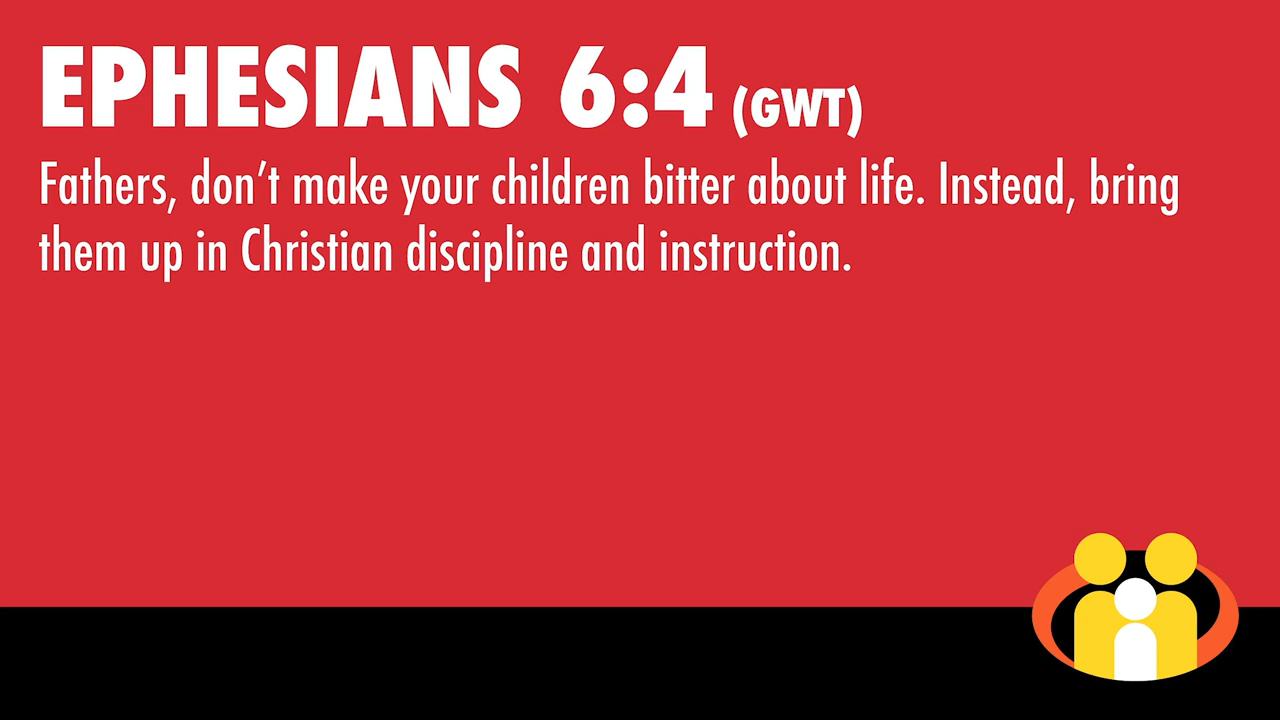 EPHESIANS 6:4 (GWT)
Fathers, don’t make your children bitter about life. Instead, bring
them up in Christian discipline and instruction.